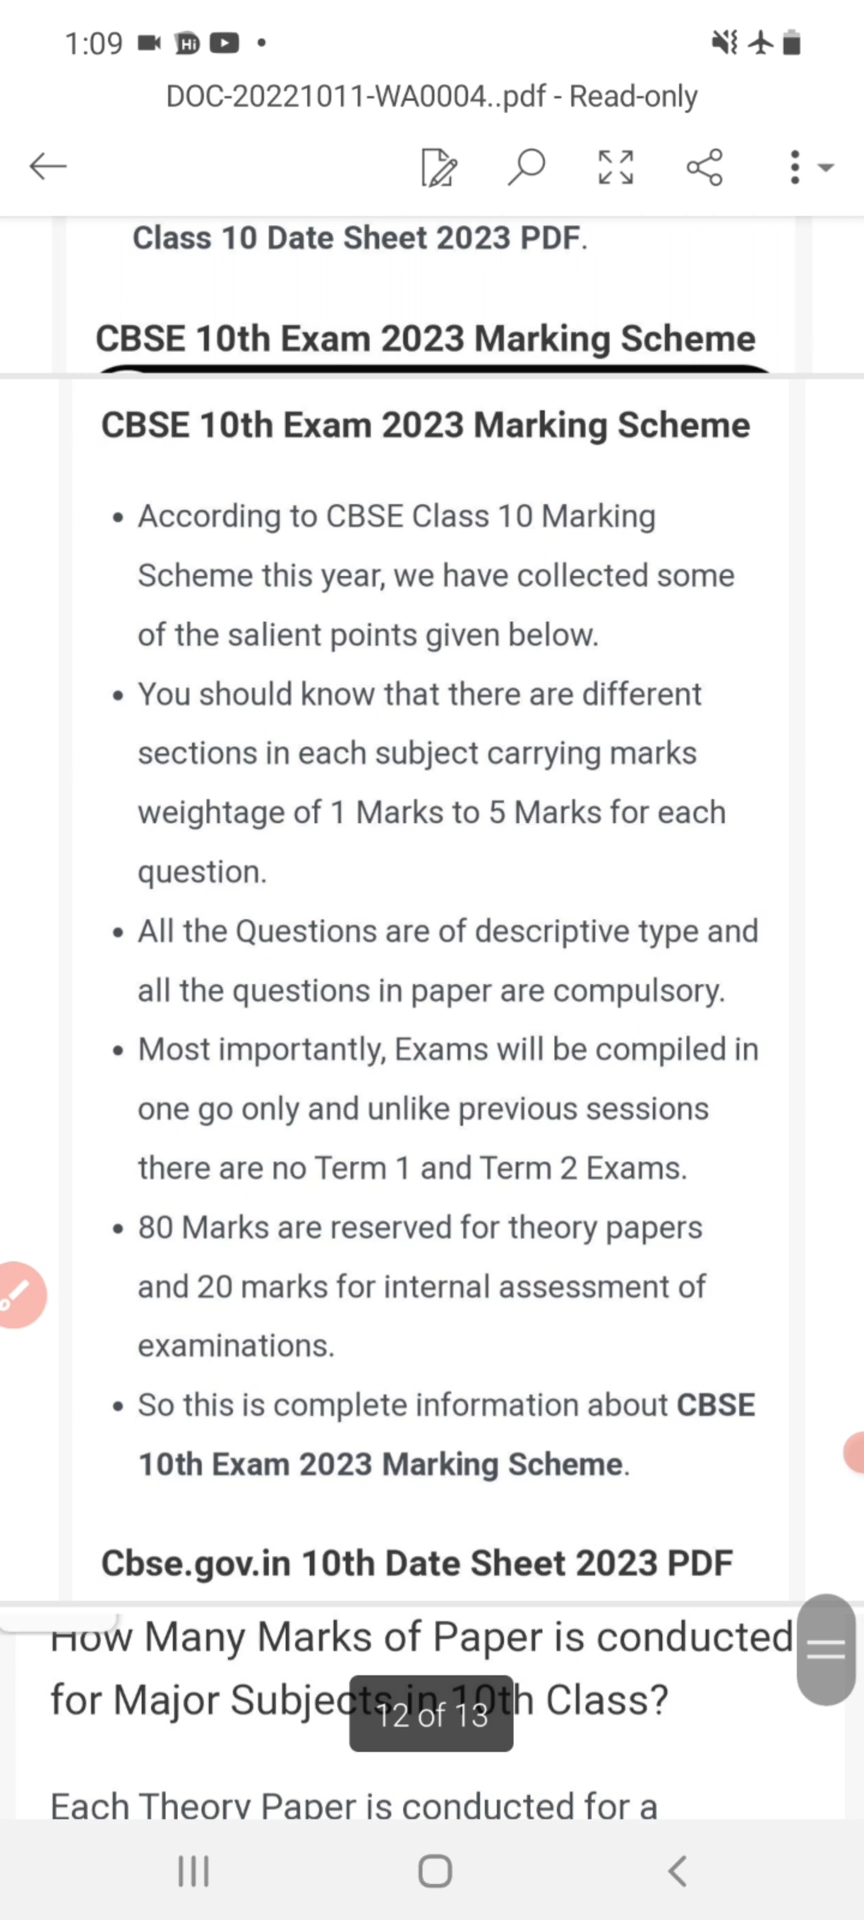 1:09
DOC-20221011-WA0004..pdf - Read-only
Class 10 Date Sheet 2023 PDF.
CBSE 10th Exam 2023 Marking Scheme
CBSE 10th Exam 2023 Marking Scheme
• According to CBSE Class 10 Marking
Scheme this year, we have collected some
of the salient points given below.
• You should know that there are different
sections in each subject carrying marks
weightage of 1 Marks to 5 Marks for each
question.
• All the Questions are of descriptive type and
all the questions in paper are compulsory.
• Most importantly, Exams will be compiled in
one go only and unlike previous sessions
there are no Term 1 and Term 2 Exams.
• 80 Marks are reserved for theory papers
and 20 marks for internal assessment of
examinations.
• So this is complete information about CBSE
10th Exam 2023 Marking Scheme.
Cbse.gov.in 10th Date Sheet 2023 PDF
How Many Marks of Paper is conducted
for Major Subjects in 10th Class?
12 of 13
Each Theory Paper is conducted for a